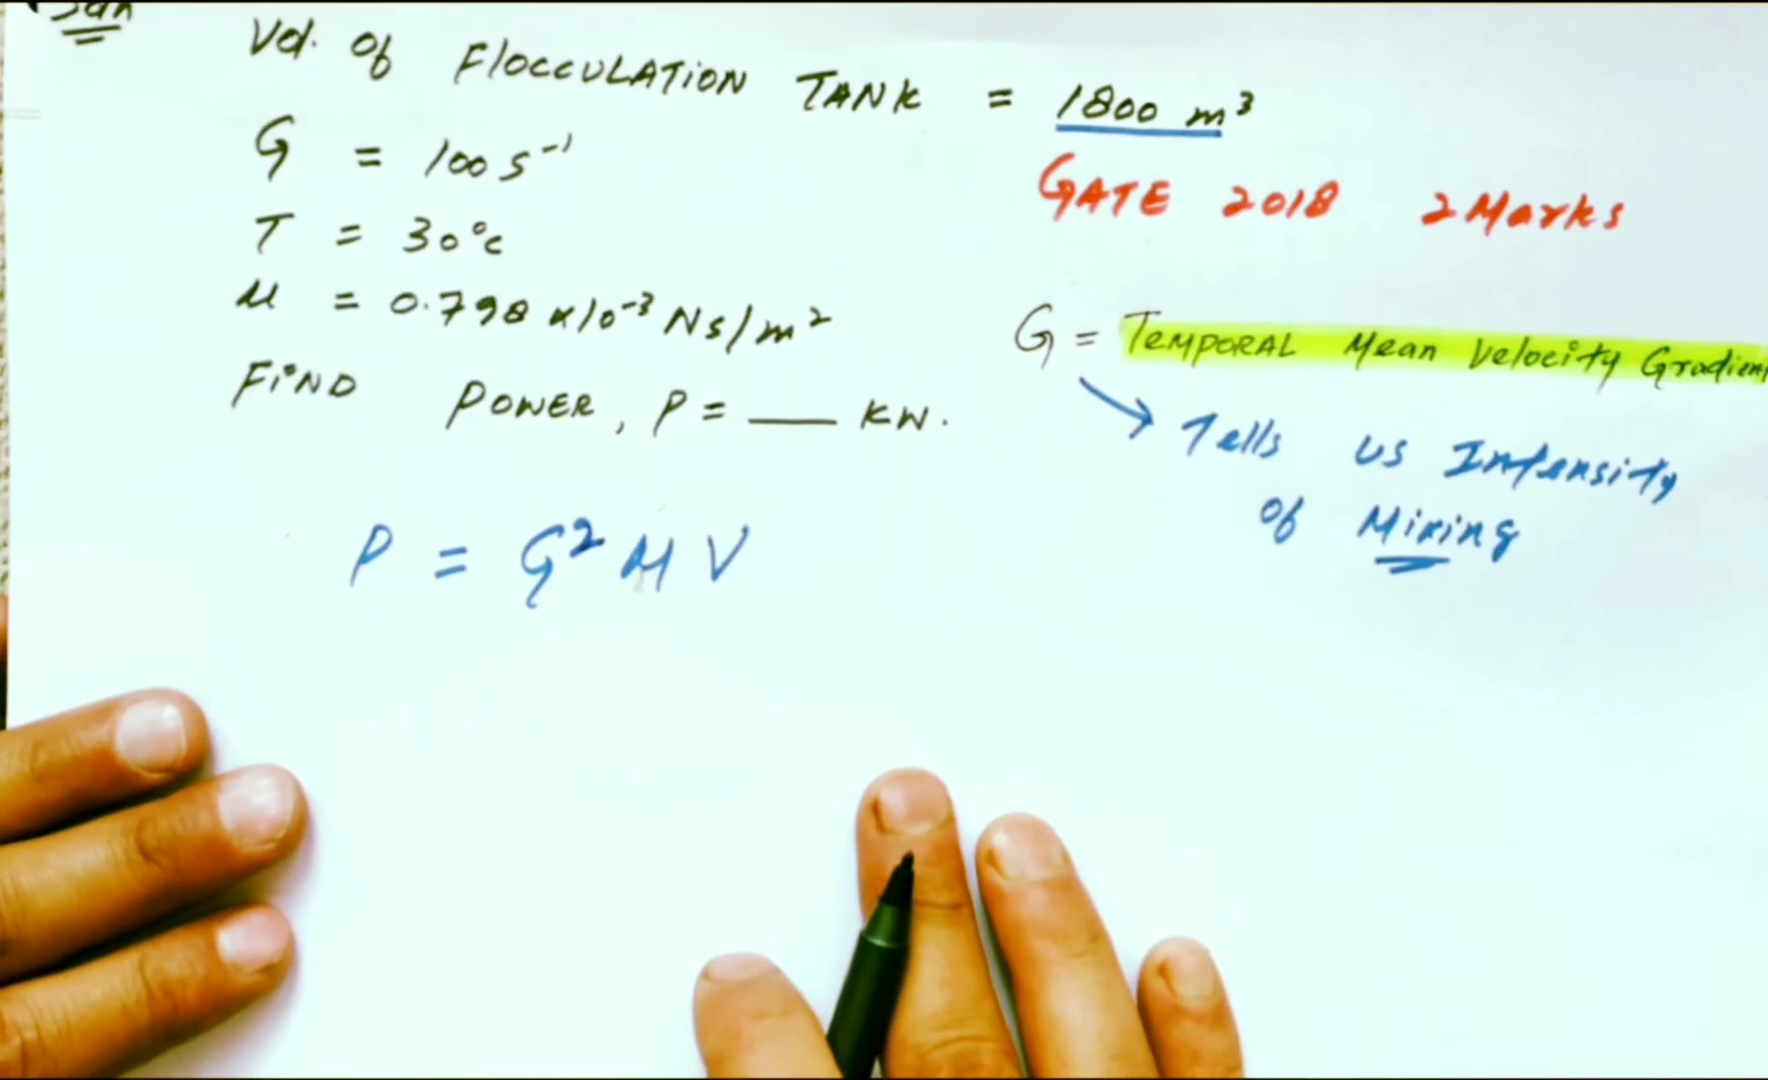 Vol. of FlOCCULATION TANK = 1800 m³
G = 100 s⁻¹
GATE 2018 2 Marks
T = 30°c
μ = 0.798 x10⁻³ Ns/m²
G = TEMPORAL Mean Velocity Gradien
FiND POWER, P = ___ KW.
Tells us Intensity
of Mixing
P = G² μ V